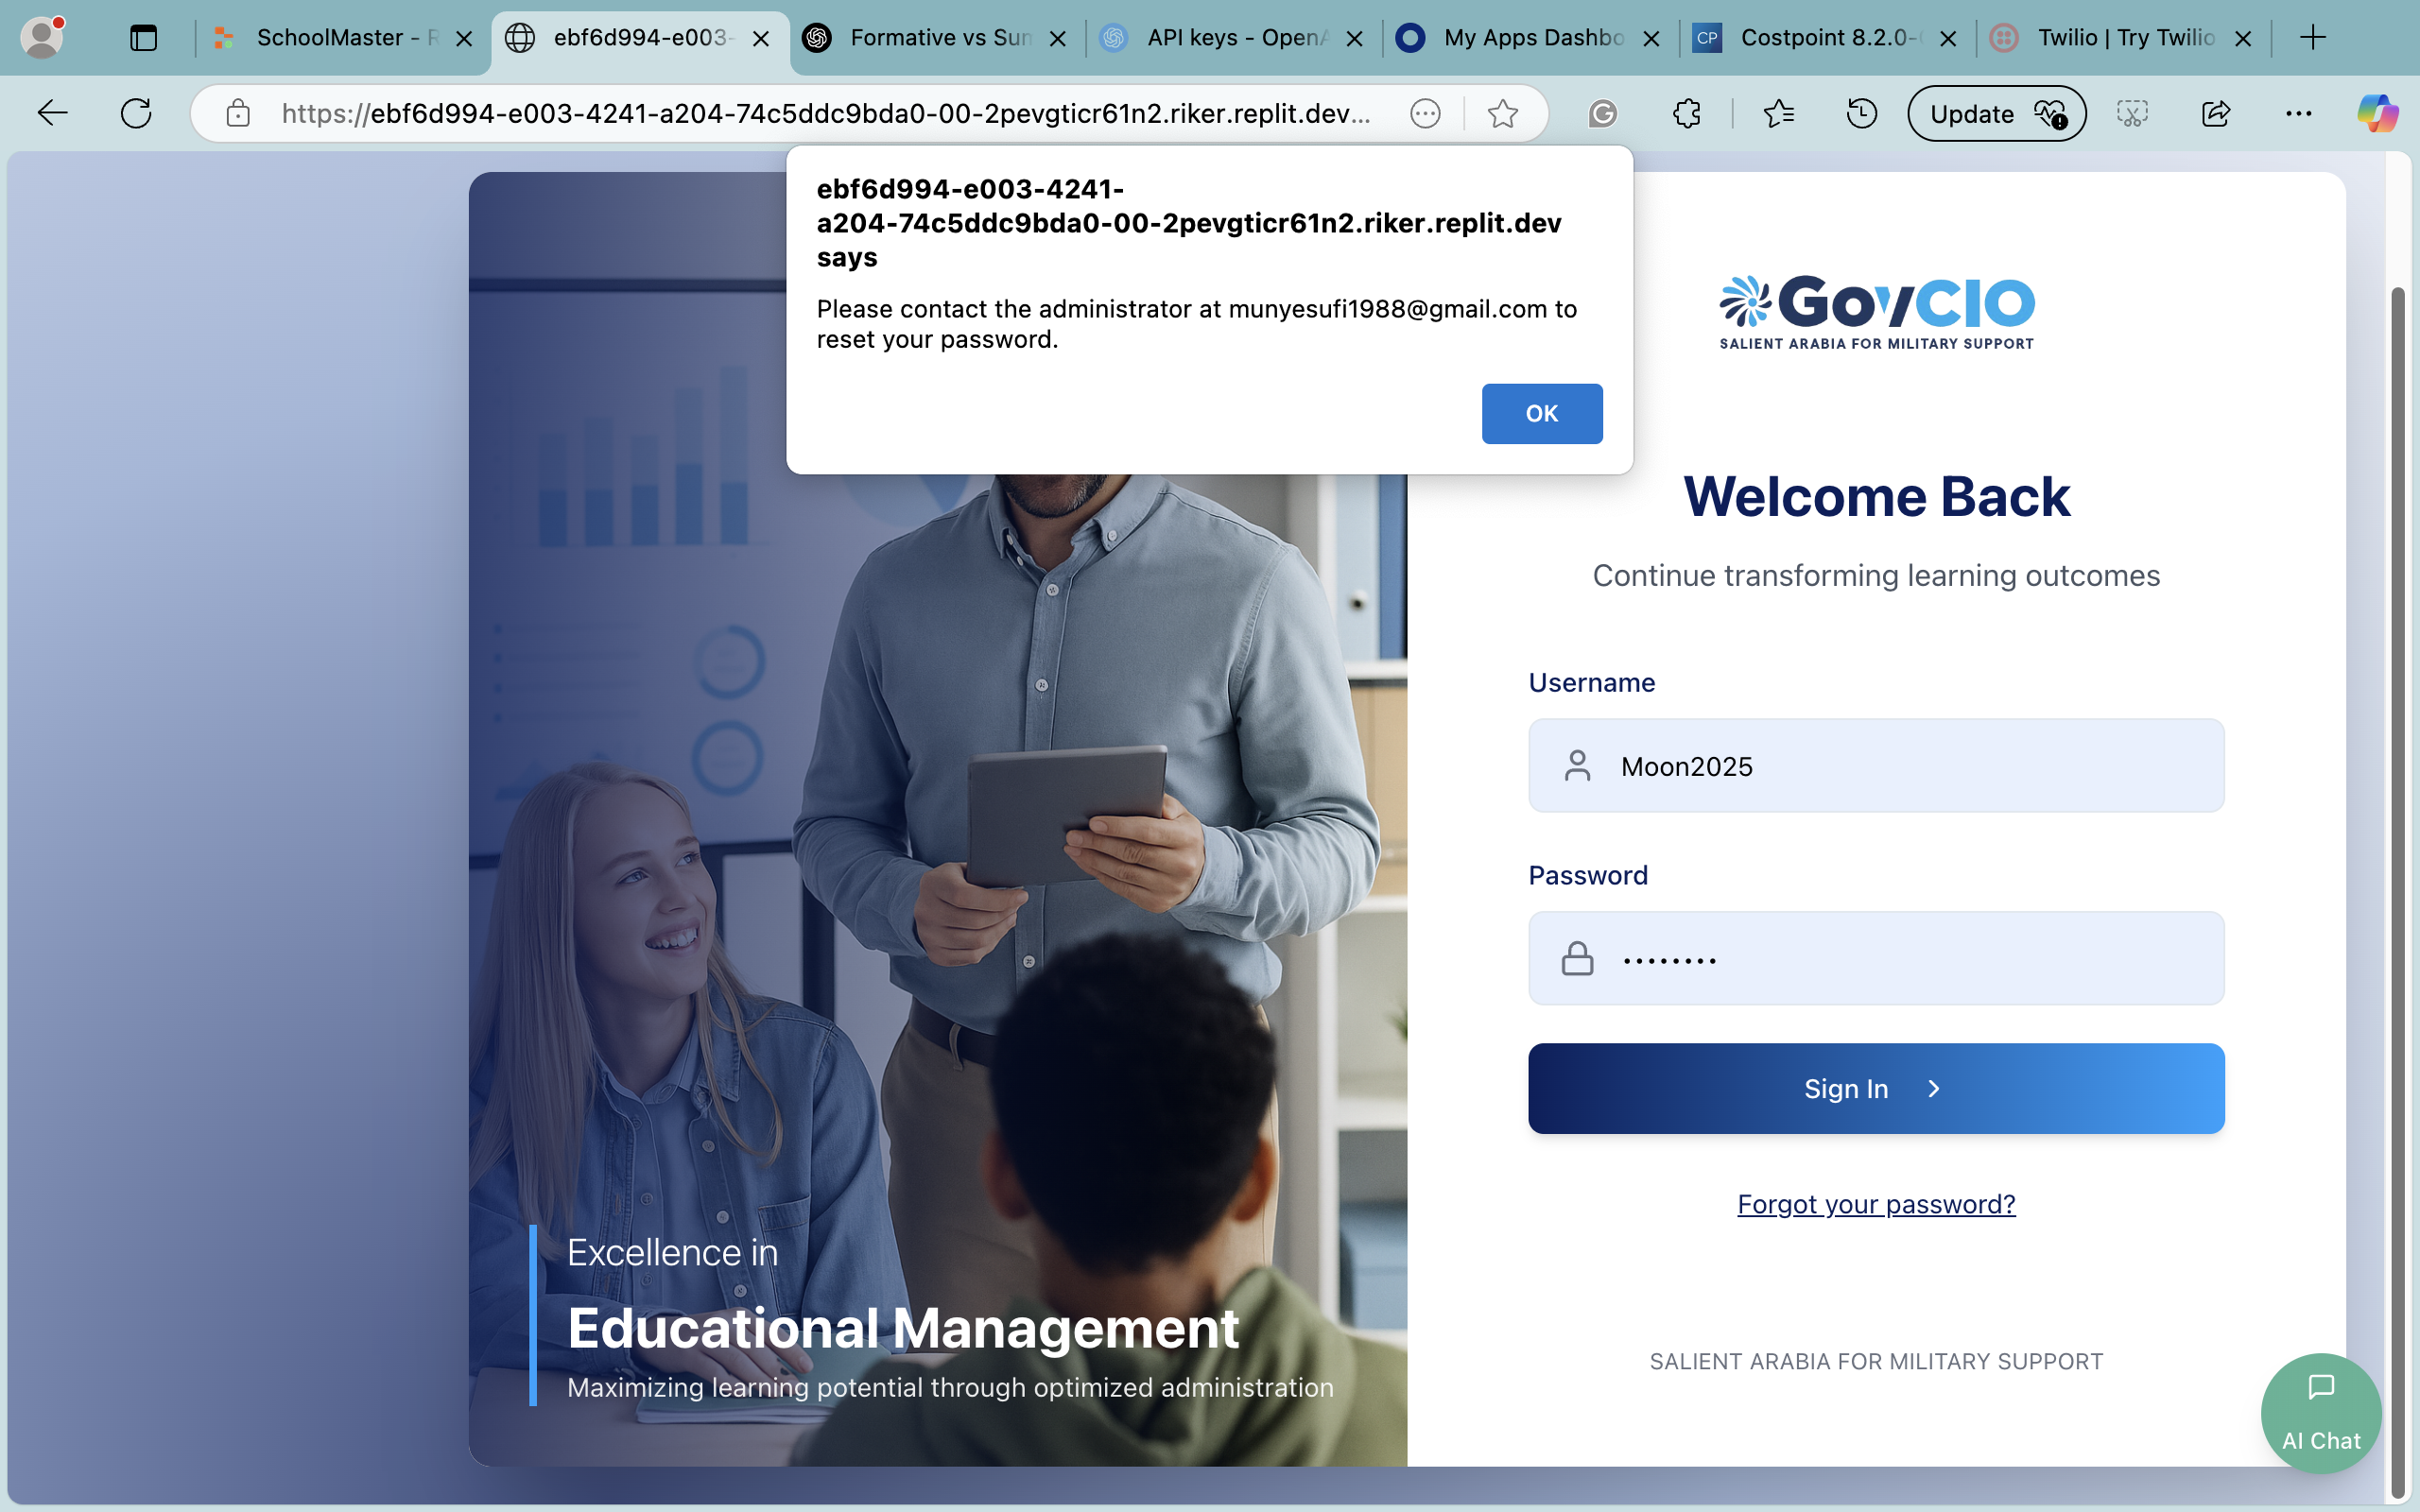 SchoolMaster - R
ebf6d994-e003-
Formative vs Sun
API keys - OpenA
My Apps Dashbo
CP
Costpoint 8.2.0-
Twilio | Try Twilio
https://ebf6d994-e003-4241-a204-74c5ddc9bda0-00-2pevgticr61n2.riker.replit.dev...
Update
ebf6d994-e003-4241-
a204-74c5ddc9bda0-00-2pevgticr61n2.riker.replit.dev
says
Please contact the administrator at munyesufi1988@gmail.com to
reset your password.
OK
GovCIO
SALIENT ARABIA FOR MILITARY SUPPORT
Welcome Back
Continue transforming learning outcomes
Username
Moon2025
Password
Sign In
Forgot your password?
SALIENT ARABIA FOR MILITARY SUPPORT
Excellence in
Educational Management
Maximizing learning potential through optimized administration
AI Chat